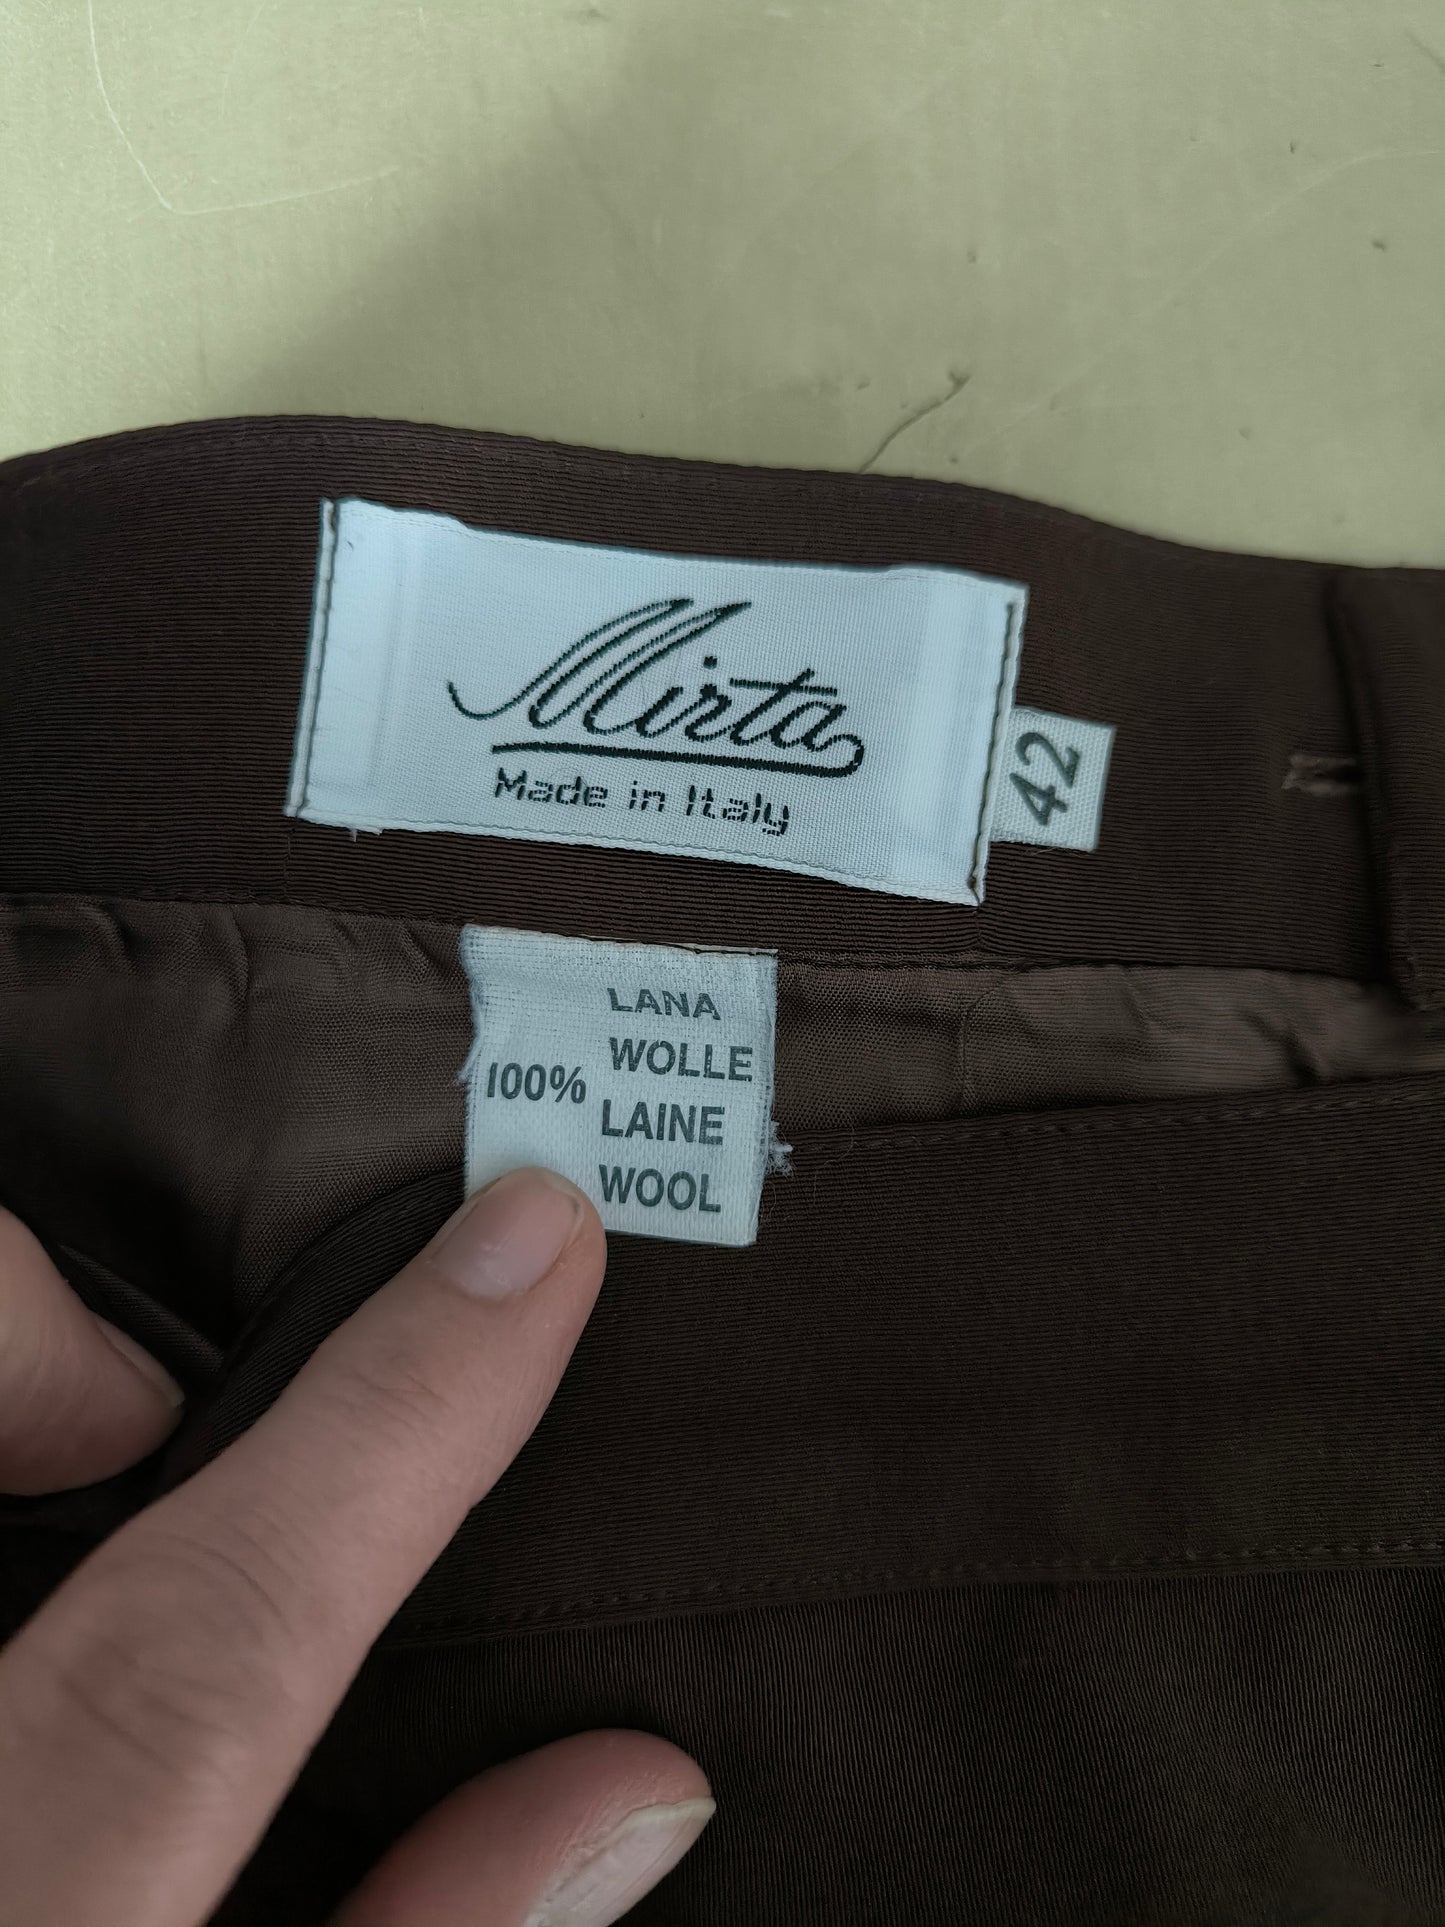 Mirta
Made in Italy
42
LANA
WOLLE
100%
LAINE
WOOL